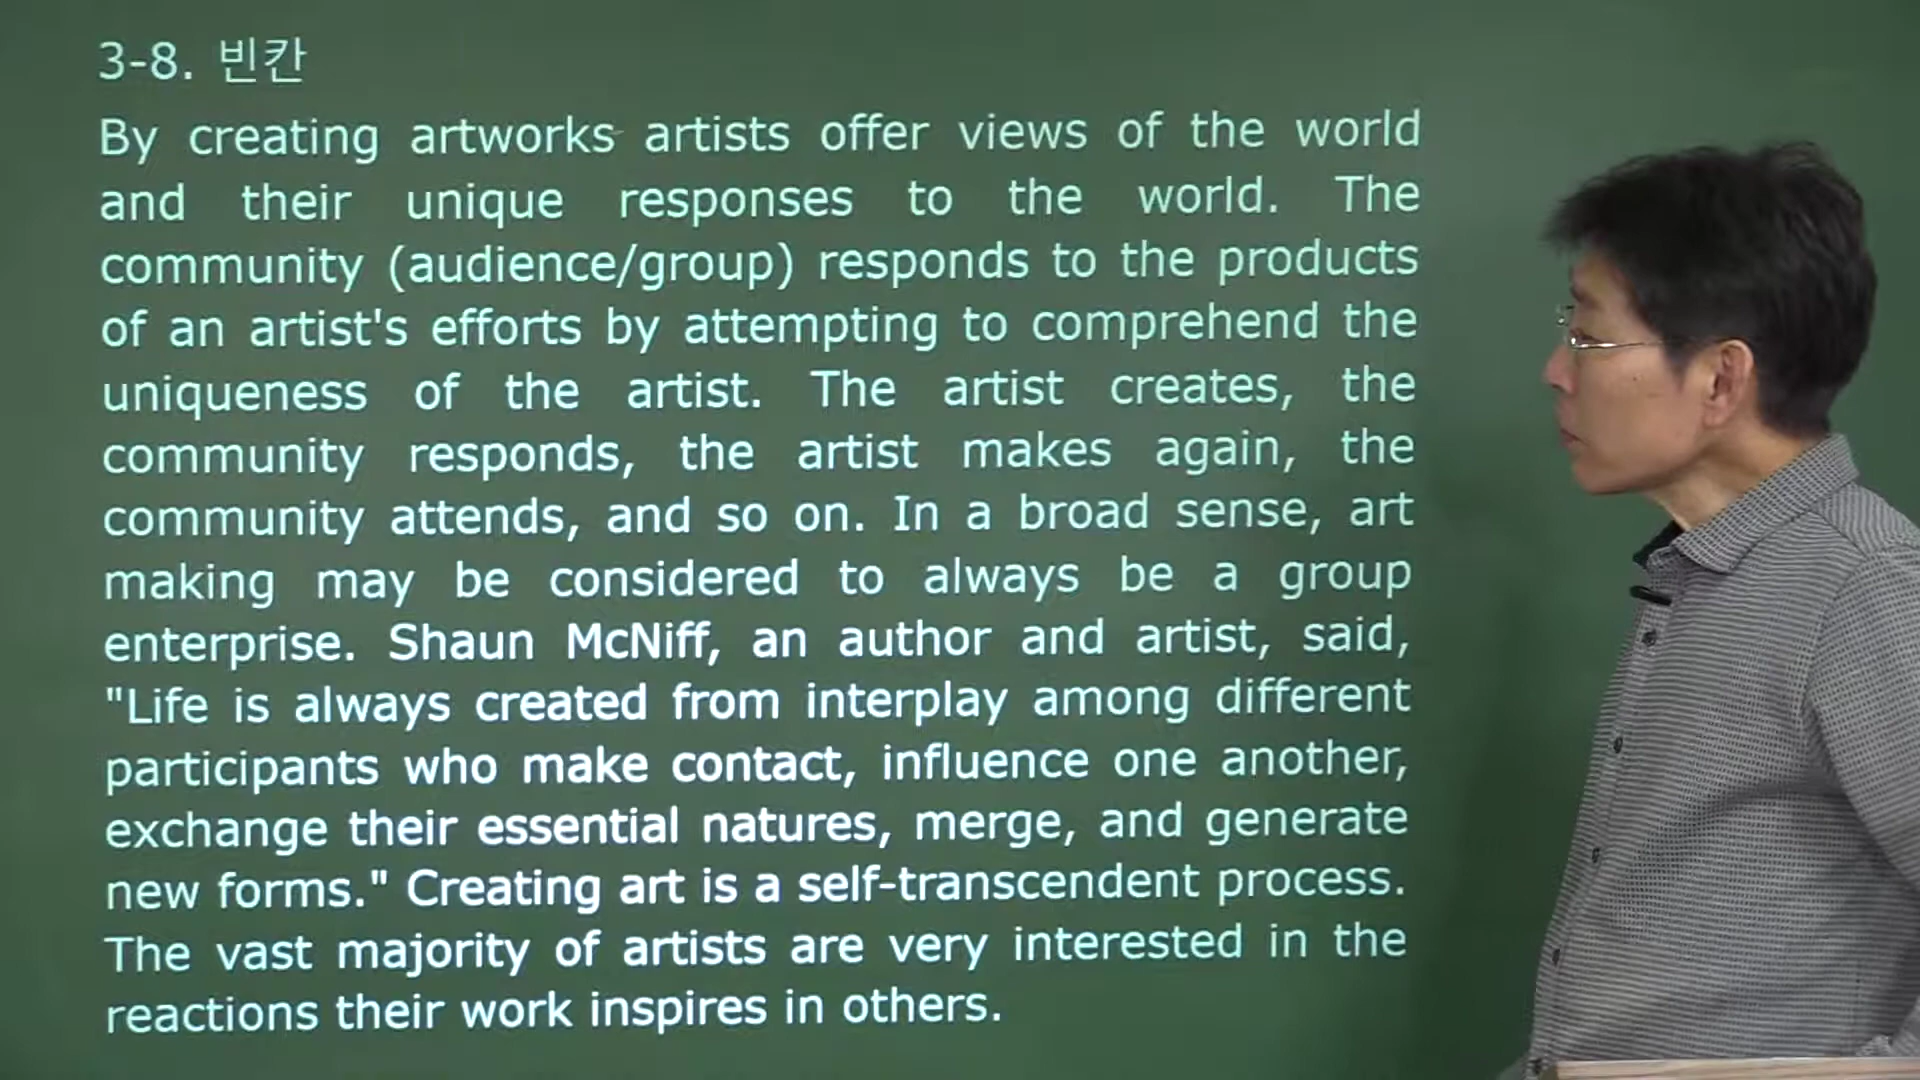 3-8. 빈칸
By creating artworks artists offer views of the world
and their unique responses to the world. The
community (audience/group) responds to the products
of an artist's efforts by attempting to comprehend the
uniqueness of the artist. The artist creates, the
community responds, the artist makes again, the
community attends, and so on. In a broad sense, art
making may be considered to always be a group
enterprise. Shaun McNiff, an author and artist, said,
"Life is always created from interplay among different
participants who make contact, influence one another,
exchange their essential natures, merge, and generate
new forms." Creating art is a self-transcendent process.
The vast majority of artists are very interested in the
reactions their work inspires in others.